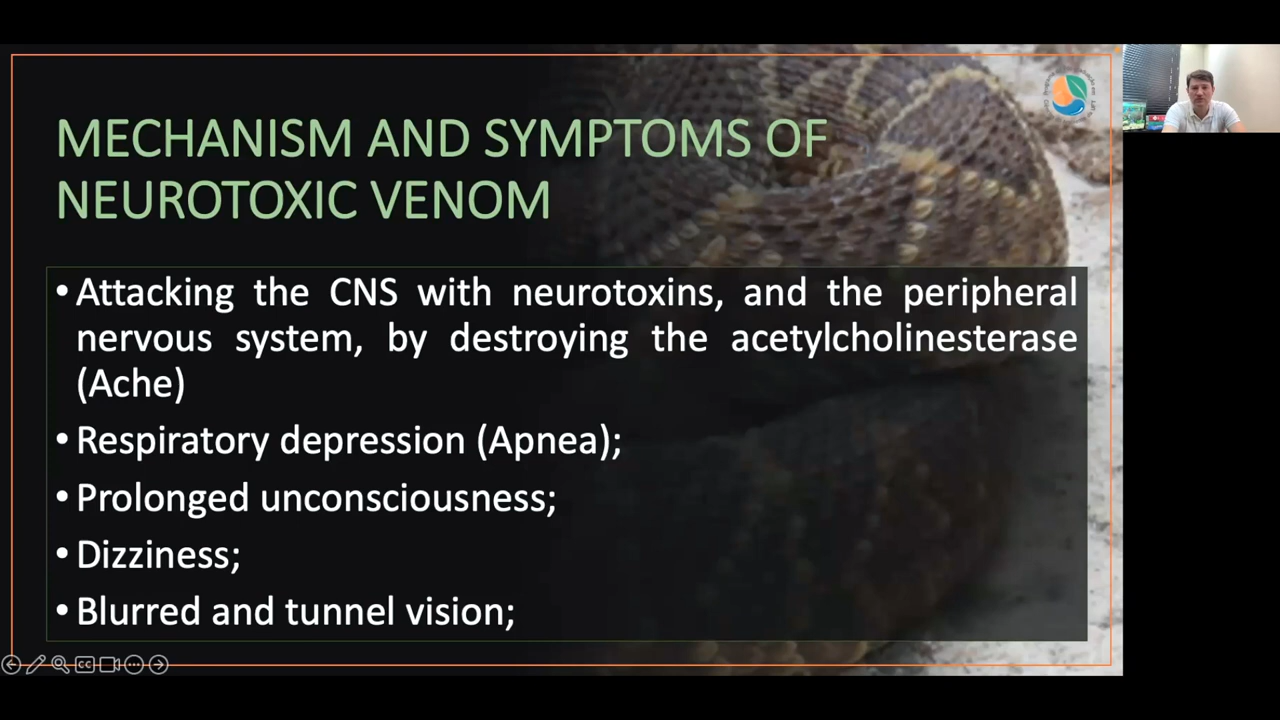 MECHANISM AND SYMPTOMS OF
NEUROTOXIC VENOM
• Attacking the CNS with neurotoxins, and the peripheral
nervous system, by destroying the acetylcholinesterase
(Ache)
• Respiratory depression (Apnea);
• Prolonged unconsciousness;
• Dizziness;
• Blurred and tunnel vision;
CC